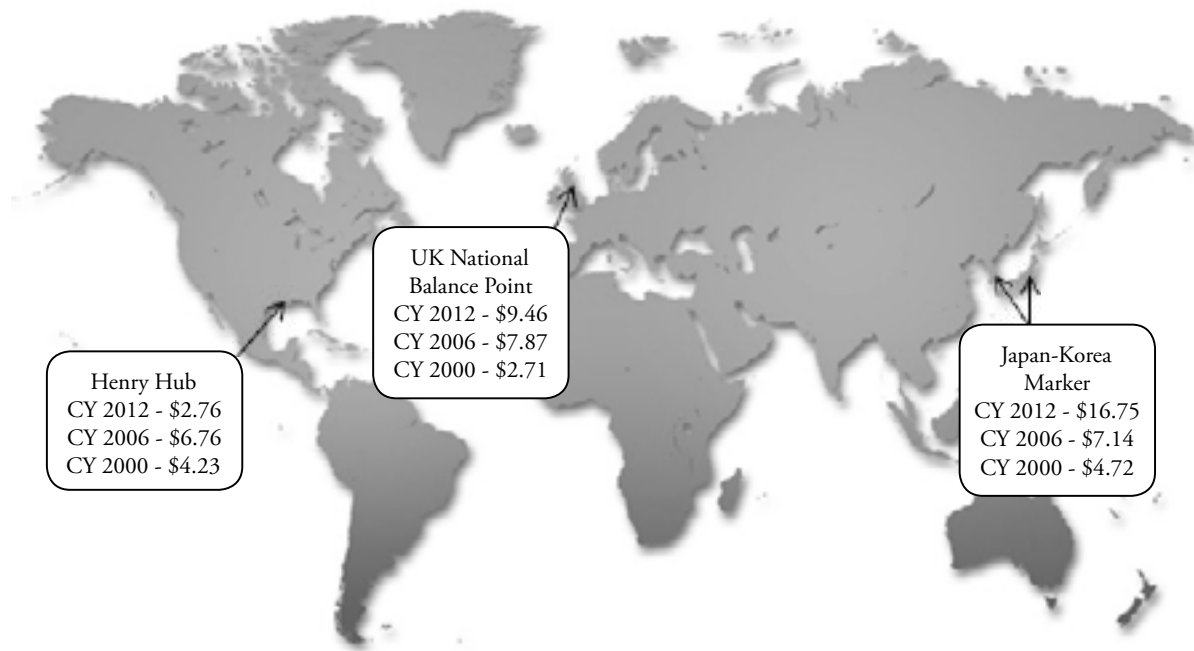 UK National
Balance Point
CY 2012 - $9.46
CY 2006 - $7.87
CY 2000 - $2.71
Henry Hub
CY 2012 - $2.76
CY 2006 - $6.76
CY 2000 - $4.23
Japan-Korea
Marker
CY 2012 - $16.75
CY 2006 - $7.14
CY 2000 - $4.72